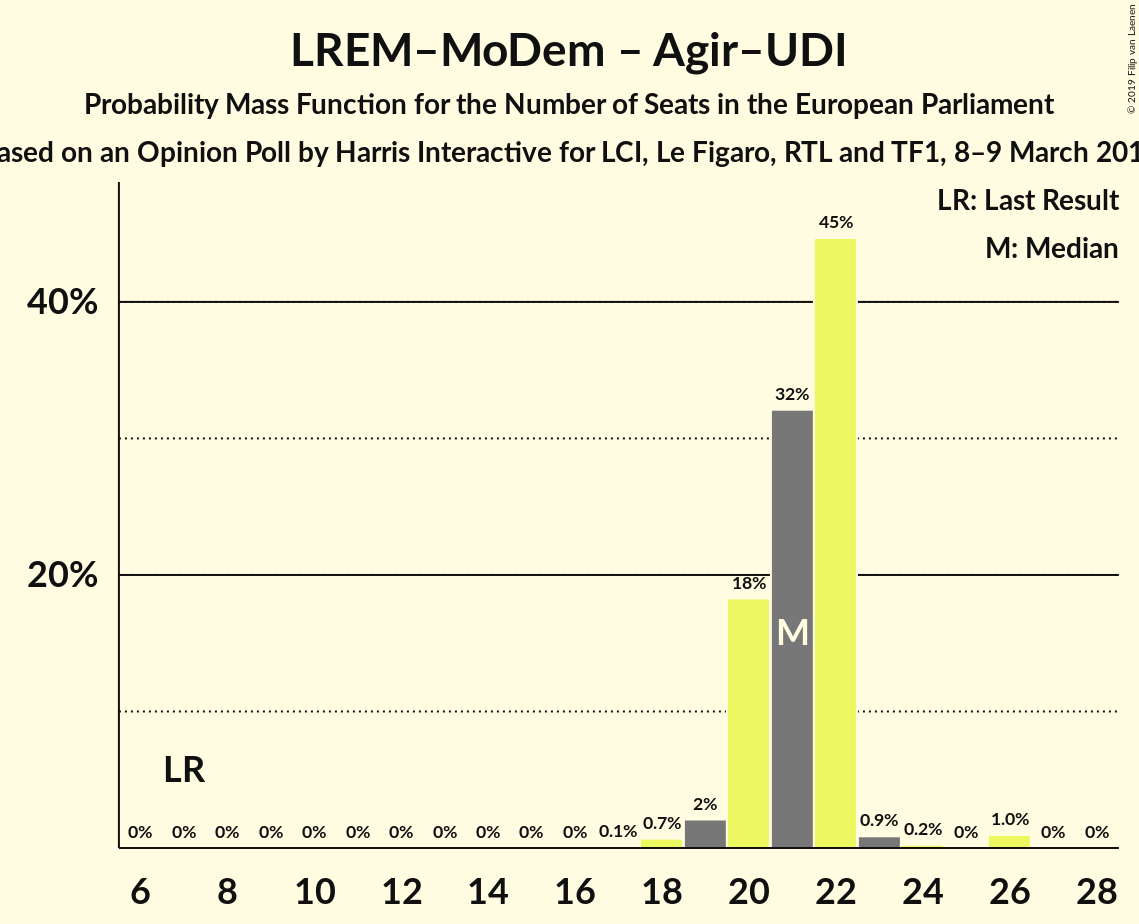 LREM–MoDem – Agir–UDI
Probability Mass Function for the Number of Seats in the European Parliament
ased on an Opinion Poll by Harris Interactive for LCI, Le Figaro, RTL and TF1, 8–9 March 201
© 2019 Filip van Laenen
LR: Last Result
M: Median
45%
40%
32%
20%
18%
M
LR
0% 0% 0% 0% 0% 0% 0% 0% 0% 0% 0% 0.1% 0.7% 2% 0.9% 0.2% 0% 1.0% 0% 0%
6 8 10 12 14 16 18 20 22 24 26 28